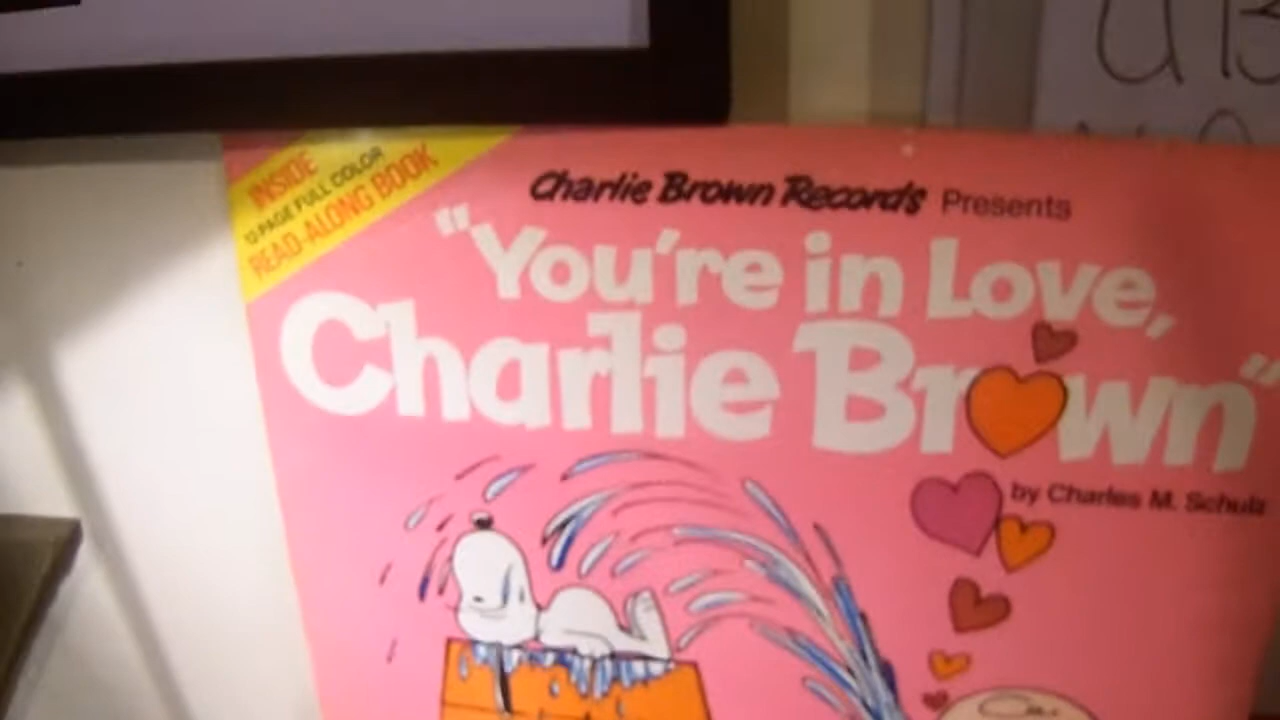 INSIDE
12 PAGE FULL COLOR
READ-ALONG BOOK
Charlie Brown Records Presents
"You're in Love,
Charlie Brown"
by Charles M. Schulz